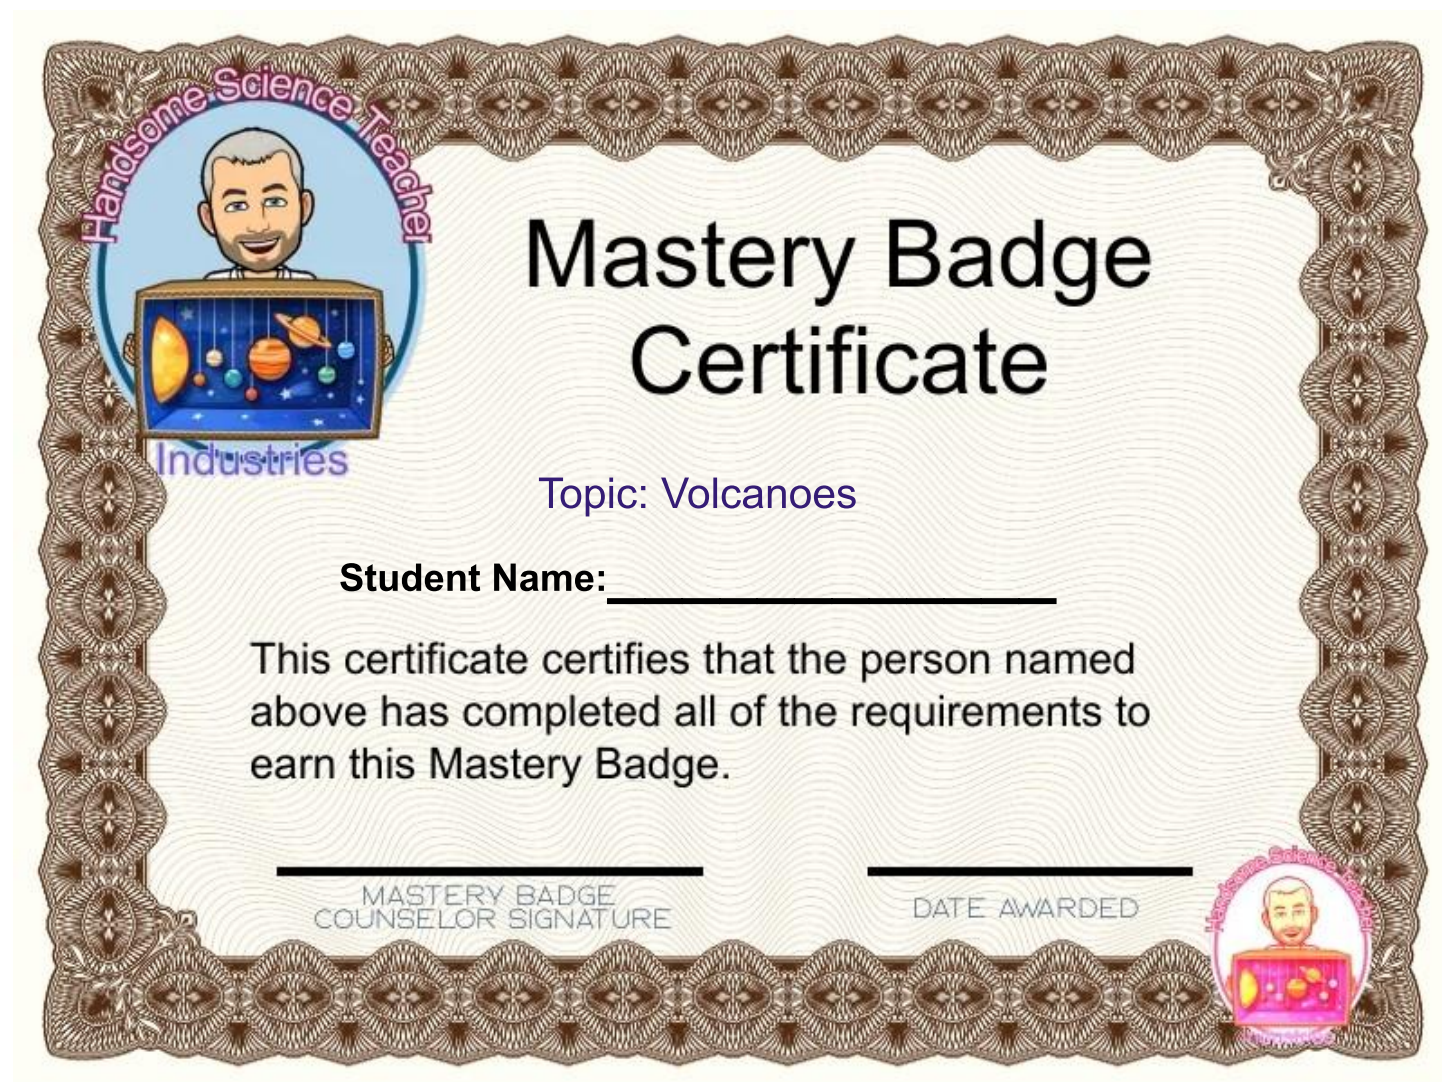 Handsome Science Teacher
Industries
Mastery Badge
Certificate
Topic: Volcanoes
Student Name:
This certificate certifies that the person named
above has completed all of the requirements to
earn this Mastery Badge.
MASTERY BADGE
COUNSELOR SIGNATURE
DATE AWARDED
Handsome Science Teacher
Industries